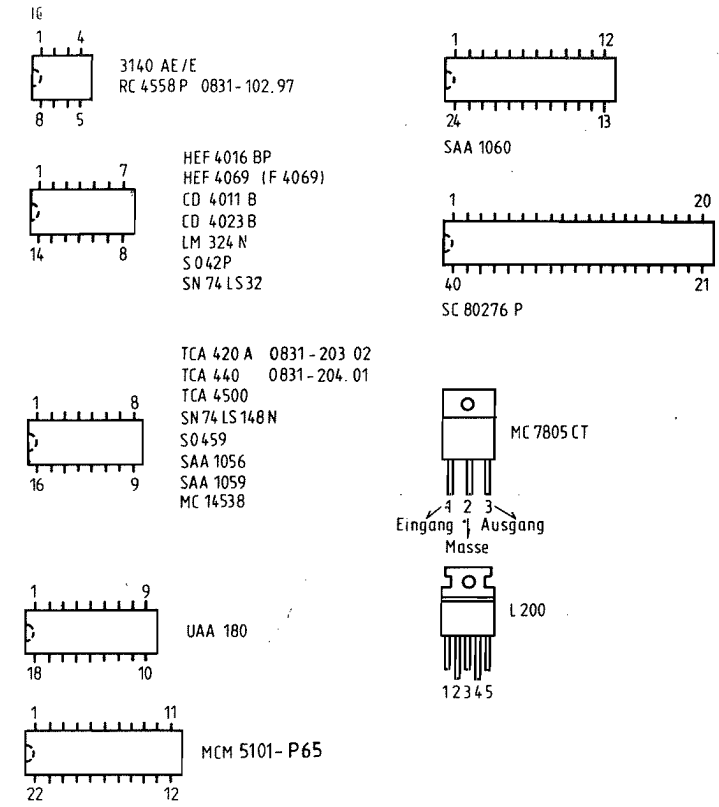 IG
1 4
3140 AE/E
RC 4558 P 0831-102.97
8 5
1 7
HEF 4016 BP
HEF 4069 (F 4069)
CD 4011 B
CD 4023 B
LM 324 N
S 042P
SN 74 LS32
14 8
TCA 420 A 0831-203 02
TCA 440 0831-204.01
TCA 4500
SN 74 LS 148 N
S0459
SAA 1056
SAA 1059
MC 14538
1 8
16 9
1 9
UAA 180
18 10
1 11
MCM 5101-P65
22 12
1 12
24 13
SAA 1060
1 20
40 21
SC 80276 P
MC 7805 CT
1 2 3
Eingang Ausgang
Masse
L 200
12345